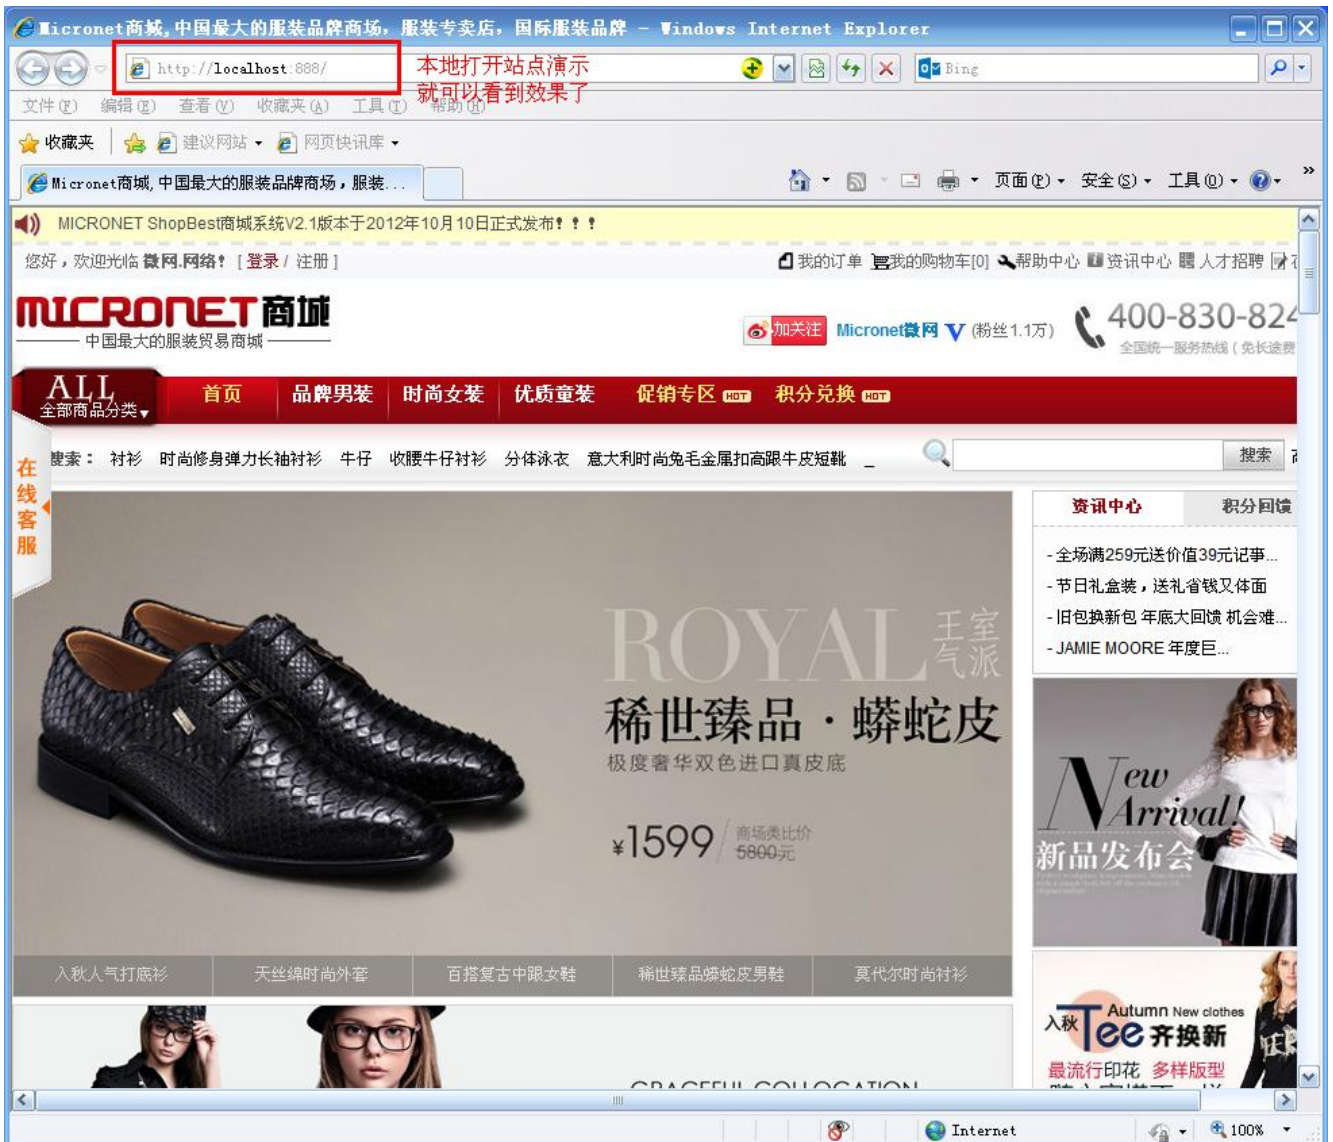 Micronet商城,中国最大的服装品牌商场，服装专卖店，国际服装品牌 - Windows Internet Explorer
http://localhost:888/
本地打开站点演示
就可以看到效果了
Bing
文件(F) 编辑(E) 查看(V) 收藏夹(A) 工具(T) 帮助(H)
收藏夹 建议网站 网页快讯库
Micronet商城,中国最大的服装品牌商场，服装...
页面(P) 安全(S) 工具(O) »
MICRONET ShopBest商城系统V2.1版本于2012年10月10日正式发布！！！
您好，欢迎光临 微网.网络！ [ 登录 / 注册 ]
我的订单 我的购物车[0] 帮助中心 资讯中心 人才招聘
MICRONET商城
中国最大的服装贸易商城
加关注 Micronet微网 V (粉丝1.1万)
400-830-824
全国统一服务热线 ( 免长途费
ALL
全部商品分类
首页 品牌男装 时尚女装 优质童装 促销专区 HOT 积分兑换 HOT
在线客服
搜索： 衬衫 时尚修身弹力长袖衬衫 牛仔 收腰牛仔衬衫 分体泳衣 意大利时尚兔毛金属扣高跟牛皮短靴 _
搜索
资讯中心 积分回馈
- 全场满259元送价值39元记事...
- 节日礼盒装，送礼省钱又体面
- 旧包换新包 年底大回馈 机会难...
- JAMIE MOORE 年度巨...
ROYAL 王室气派
稀世臻品·蟒蛇皮
极度奢华双色进口真皮底
¥1599 商场类比价
5800元
New
Arrival!
新品发布会
入秋人气打底衫 天丝绵时尚外套 百搭复古中跟女鞋 稀世臻品蟒蛇皮男鞋 莫代尔时尚衬衫
Autumn New clothes
入秋 Tee 齐换新
最流行印花 多样版型
GRACEFUL COLLOCATION
Internet
100%